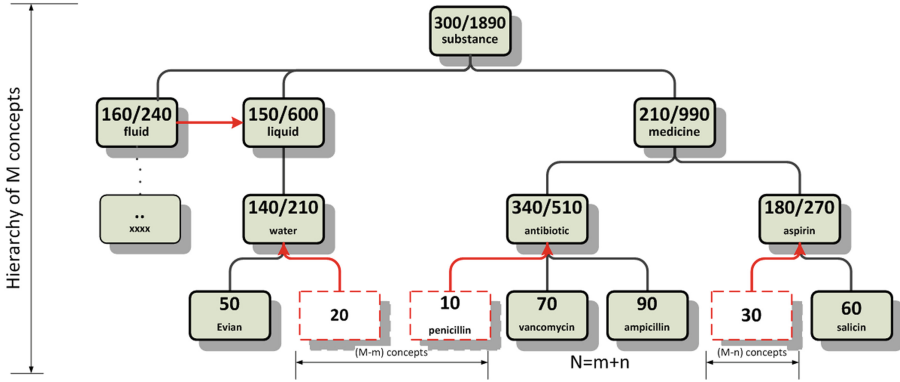 Hierarchy of M concepts
300/1890
substance
160/240
fluid
150/600
liquid
210/990
medicine
..
xxxx
140/210
water
340/510
antibiotic
180/270
aspirin
50
Evian
20
10
penicillin
70
vancomycin
90
ampicillin
30
60
salicin
(M-m) concepts
N=m+n
(M-n) concepts